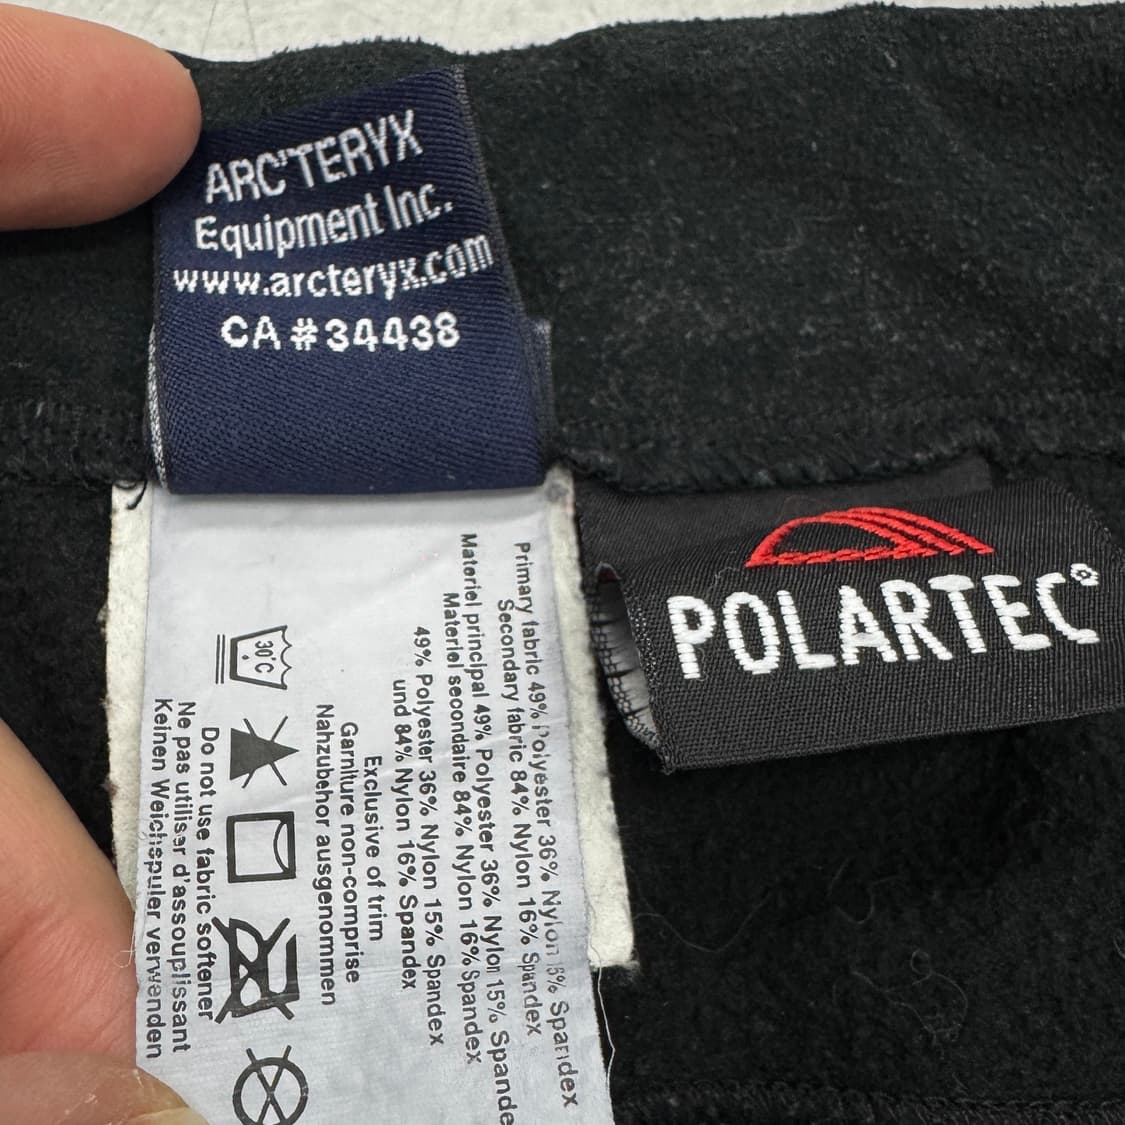 ARC'TERYX
Equipment Inc.
www.arcteryx.com
CA#34438
POLARTEC®
Primary fabric 49% Polyester 36% Nylon 15% Spandex
Secondary fabric 84% Nylon 16% Spandex
Materiel principal 49% Polyester 36% Nylon 15% Spande
Materiel secondaire 84% Nylon 16% Spandex
49% Polyester 36% Nylon 15% Spandex
und 84% Nylon 16% Spandex
Exclusive of trim
Garniture non-comprise
Nahzubehor ausgenommen
30°C
Do not use fabric softener
Ne pas utiliser d'assouplissant
Keinen Weichspuler verwenden